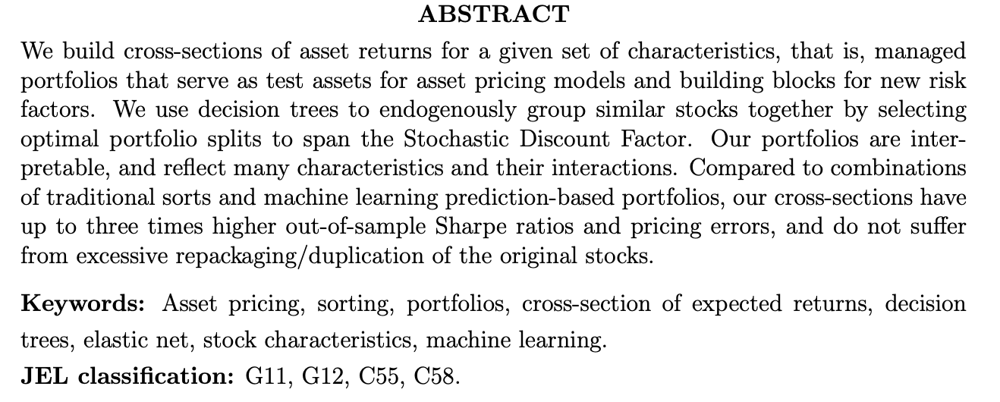 ABSTRACT
We build cross-sections of asset returns for a given set of characteristics, that is, managed
portfolios that serve as test assets for asset pricing models and building blocks for new risk
factors. We use decision trees to endogenously group similar stocks together by selecting
optimal portfolio splits to span the Stochastic Discount Factor. Our portfolios are inter-
pretable, and reflect many characteristics and their interactions. Compared to combinations
of traditional sorts and machine learning prediction-based portfolios, our cross-sections have
up to three times higher out-of-sample Sharpe ratios and pricing errors, and do not suffer
from excessive repackaging/duplication of the original stocks.
Keywords: Asset pricing, sorting, portfolios, cross-section of expected returns, decision
trees, elastic net, stock characteristics, machine learning.
JEL classification: G11, G12, C55, C58.